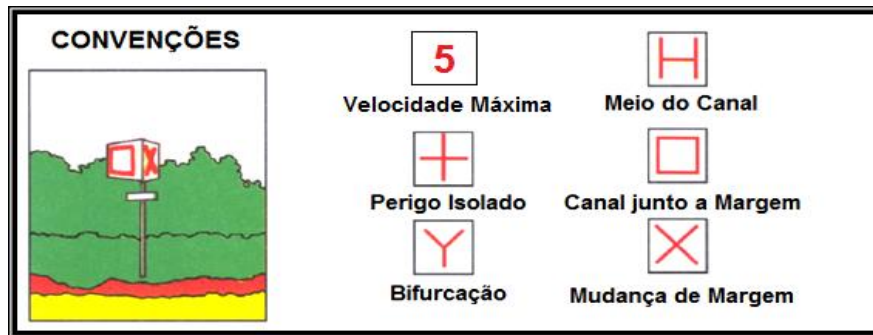 CONVENÇÕES
5
Velocidade Máxima
H
Meio do Canal
Perigo Isolado
Canal junto a Margem
Y
Bifurcação
X
Mudança de Margem
X